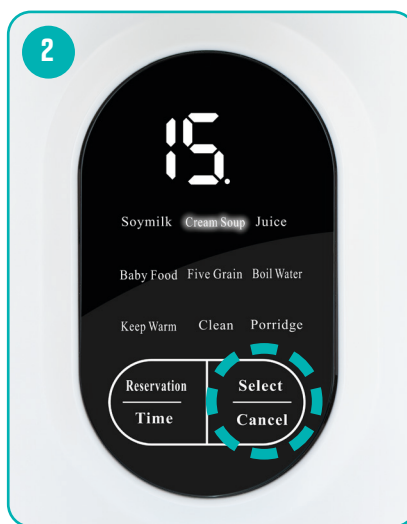 2
15.
Soymilk Cream Soup Juice
Baby Food Five Grain Boil Water
Keep Warm Clean Porridge
Reservation Select
Time Cancel